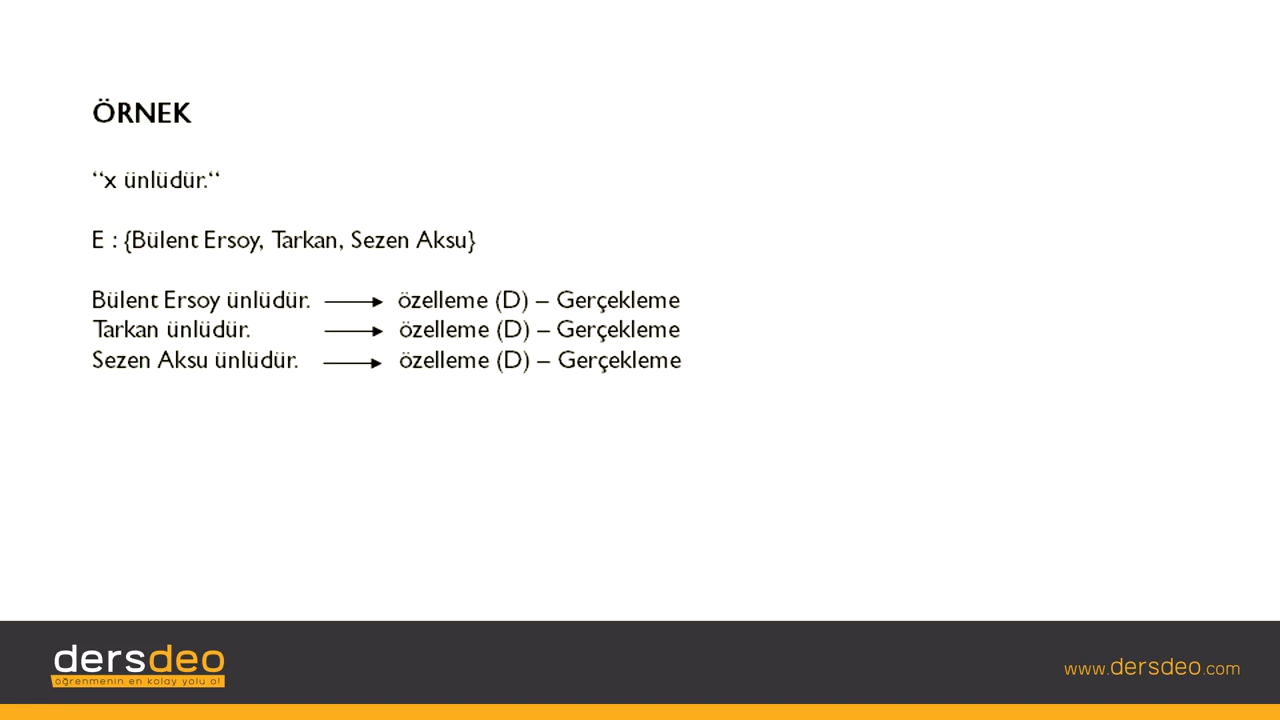 ÖRNEK
“x ünlüdür.“
E : {Bülent Ersoy, Tarkan, Sezen Aksu}
Bülent Ersoy ünlüdür. → özelleme (D) – Gerçekleme
Tarkan ünlüdür. → özelleme (D) – Gerçekleme
Sezen Aksu ünlüdür. → özelleme (D) – Gerçekleme
dersdeo
öğrenmenin en kolay yolu o!
www.dersdeo.com